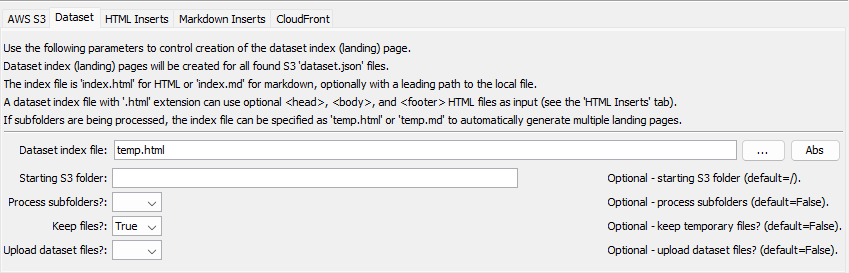 AWS S3 Dataset HTML Inserts Markdown Inserts CloudFront
Use the following parameters to control creation of the dataset index (landing) page.
Dataset index (landing) pages will be created for all found S3 'dataset.json' files.
The index file is 'index.html' for HTML or 'index.md' for markdown, optionally with a leading path to the local file.
A dataset index file with '.html' extension can use optional <head>, <body>, and <footer> HTML files as input (see the 'HTML Inserts' tab).
If subfolders are being processed, the index file can be specified as 'temp.html' or 'temp.md' to automatically generate multiple landing pages.
Dataset index file: temp.html ... Abs
Starting S3 folder: Optional - starting S3 folder (default=/).
Process subfolders?: Optional - process subfolders (default=False).
Keep files?: True Optional - keep temporary files? (default=False).
Upload dataset files?: Optional - upload dataset files? (default=False).